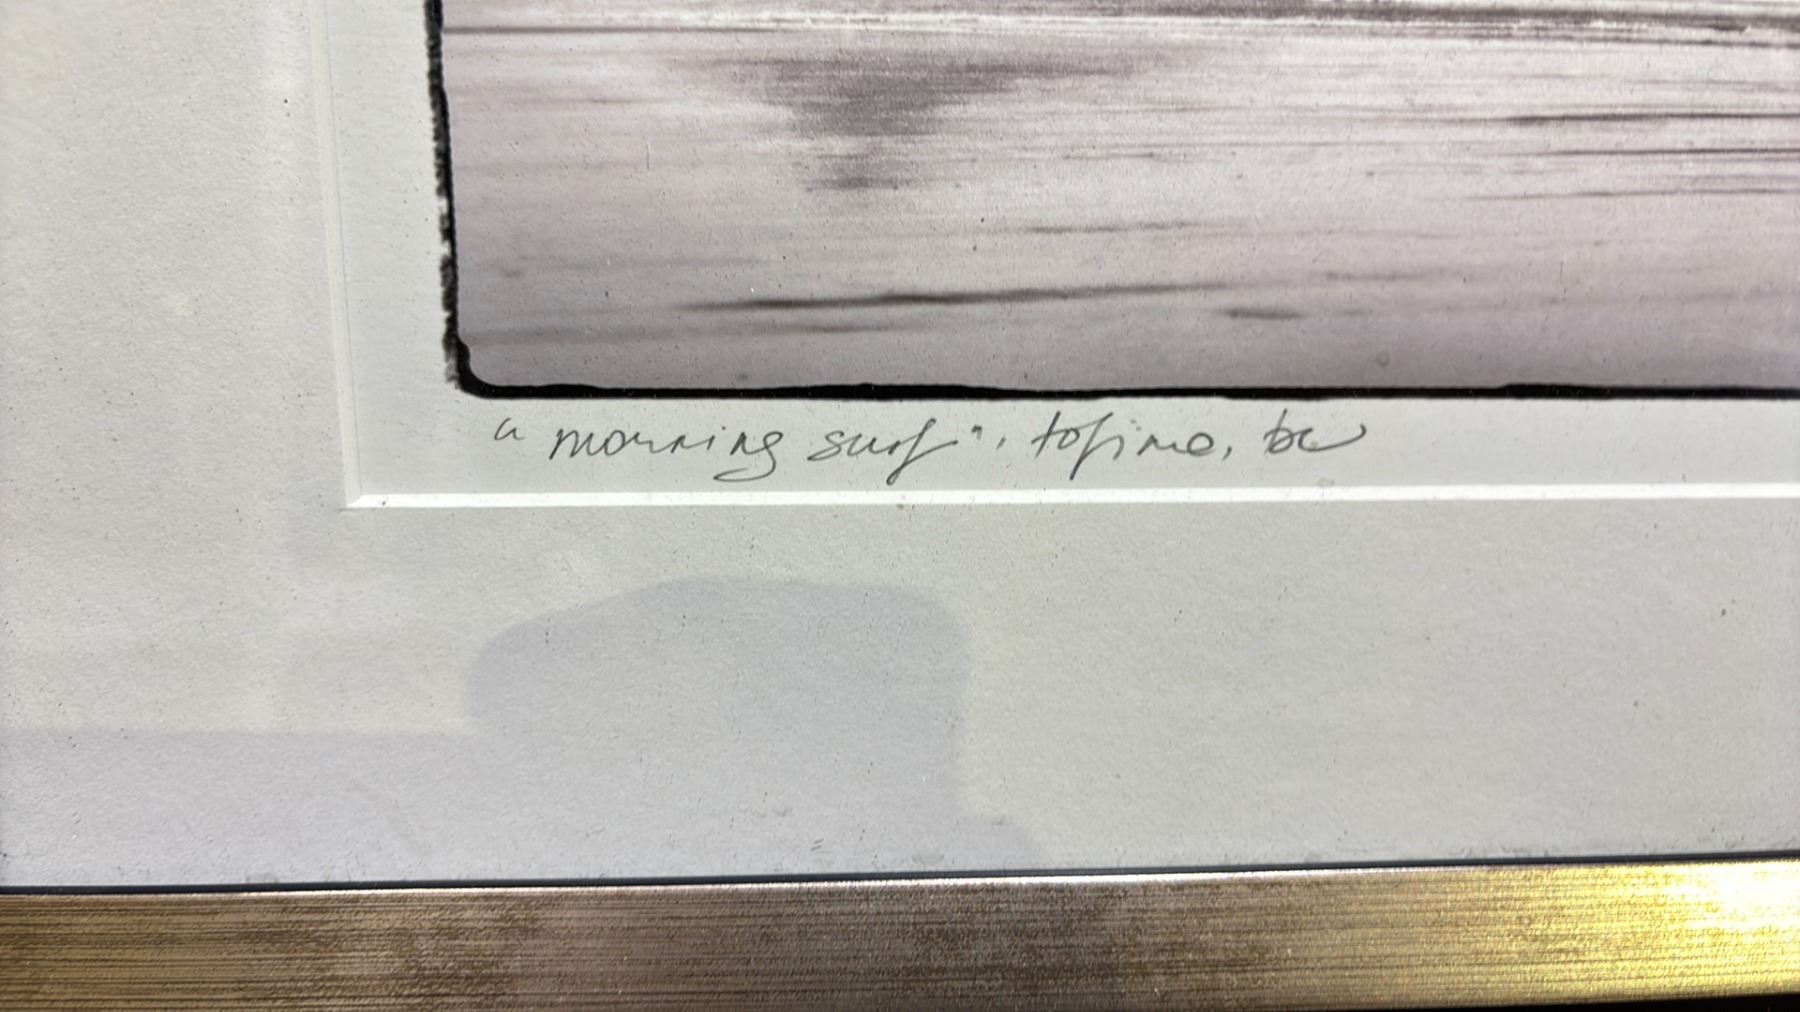 "morning surf", tofino, bc